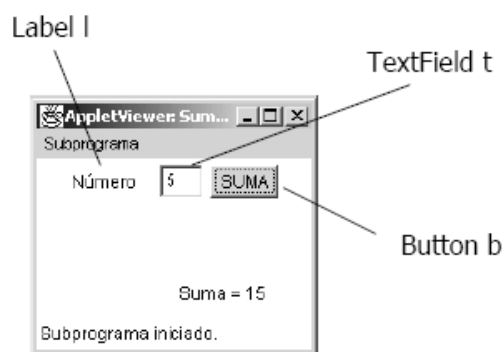 Label l
TextField t
AppletViewer: Sum...
Subprograma
Número 5 SUMA
Button b
Suma = 15
Subprograma iniciado.